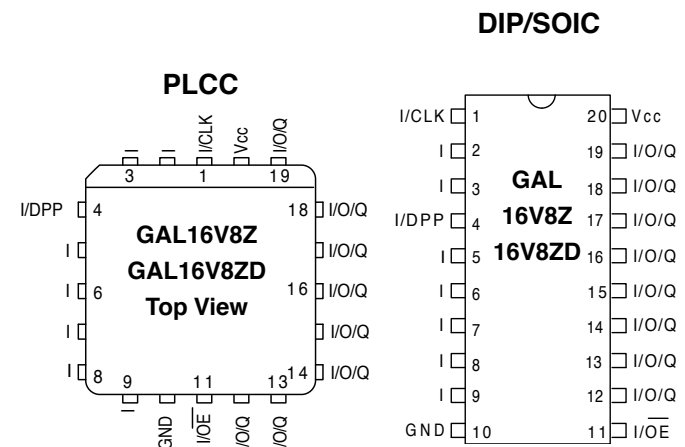 DIP/SOIC
PLCC
I I I/CLK Vcc I/O/Q
3 1 19
I/DPP 4 18 I/O/Q
I I/O/Q
I 6 16 I/O/Q
I I/O/Q
I 8 14 I/O/Q
GAL16V8Z
GAL16V8ZD
Top View
9 11 13
I GND I/OE I/O/Q I/O/Q
I/CLK 1 20 Vcc
I 2 19 I/O/Q
I 3 18 I/O/Q
I/DPP 4 17 I/O/Q
I 5 16 I/O/Q
I 6 15 I/O/Q
I 7 14 I/O/Q
I 8 13 I/O/Q
I 9 12 I/O/Q
GND 10 11 I/OE
GAL
16V8Z
16V8ZD